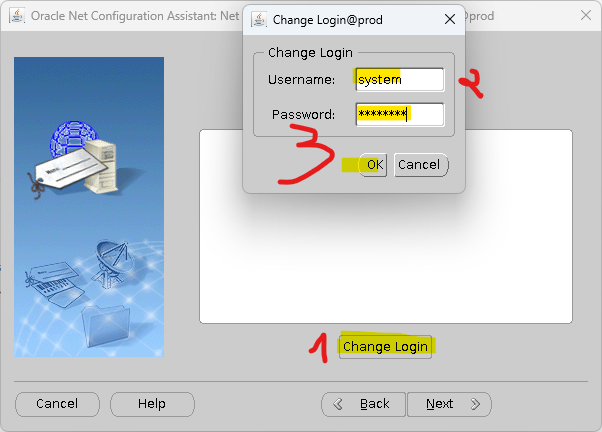 Oracle Net Configuration Assistant: Net
@prod
Change Login@prod
Change Login
Username: system
2
Password: ********
3
OK
Cancel
1
Change Login
Cancel
Help
Back
Next